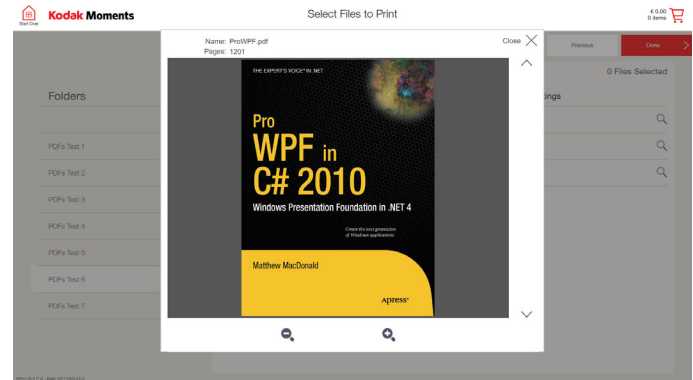 Start Over
Kodak Moments
Select Files to Print
€ 0,00
0 items
Name: ProWPF.pdf
Pages: 1201
Close
Previous
Done
0 Files Selected
Folders
ings
PDFs Test 1
PDFs Test 2
PDFs Test 3
PDFs Test 4
PDFs Test 5
PDFs Test 6
PDFs Test 7
THE EXPERT'S VOICE® IN .NET
Pro
WPF in
C# 2010
Windows Presentation Foundation in .NET 4
Create the next generation
of Windows applications
Matthew MacDonald
Apress®